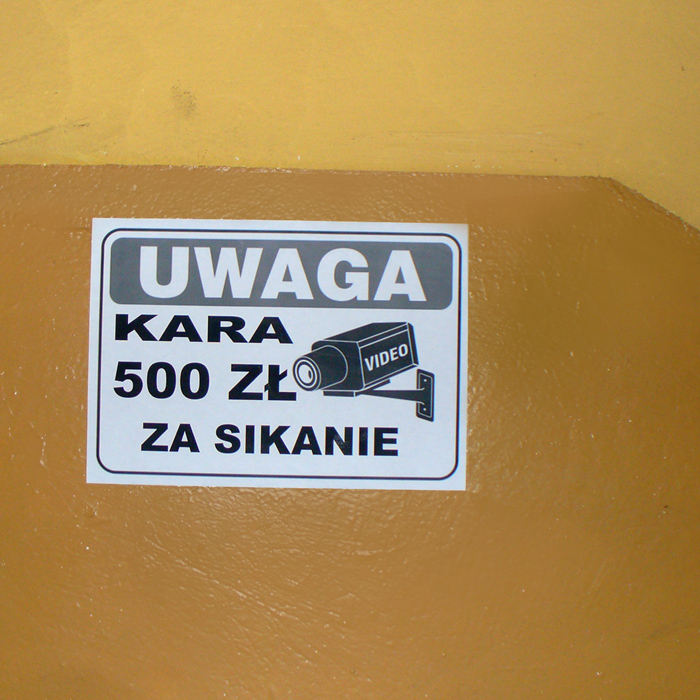 UWAGA
KARA
500 ZŁ
VIDEO
ZA SIKANIE